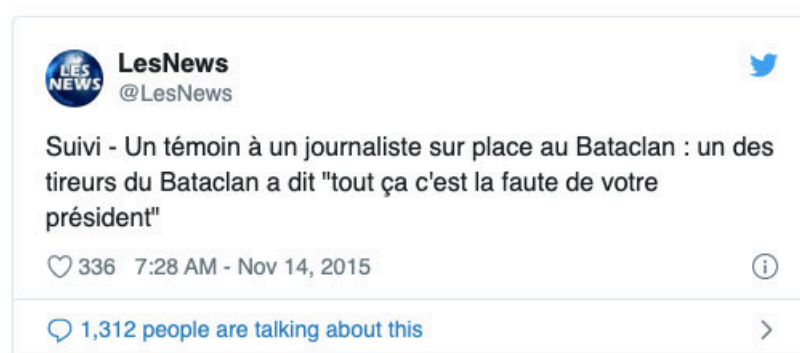 LES
NEWS
LesNews
@LesNews
Suivi - Un témoin à un journaliste sur place au Bataclan : un des
tireurs du Bataclan a dit "tout ça c'est la faute de votre
président"
336 7:28 AM - Nov 14, 2015
1,312 people are talking about this